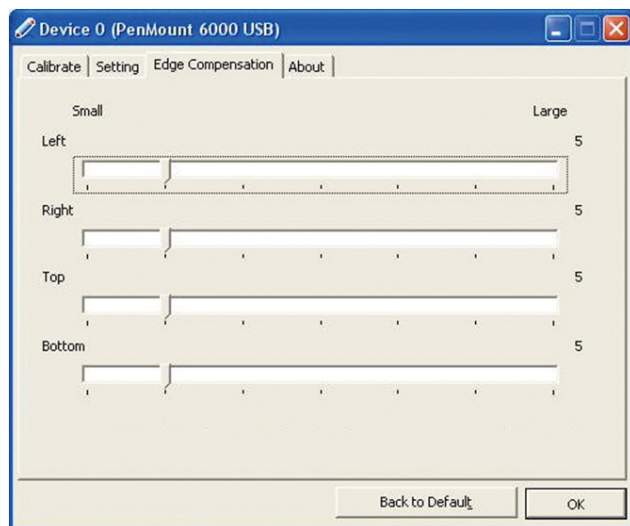 Device 0 (PenMount 6000 USB)
Calibrate Setting Edge Compensation About
Small Large
Left 5
Right 5
Top 5
Bottom 5
Back to Default OK